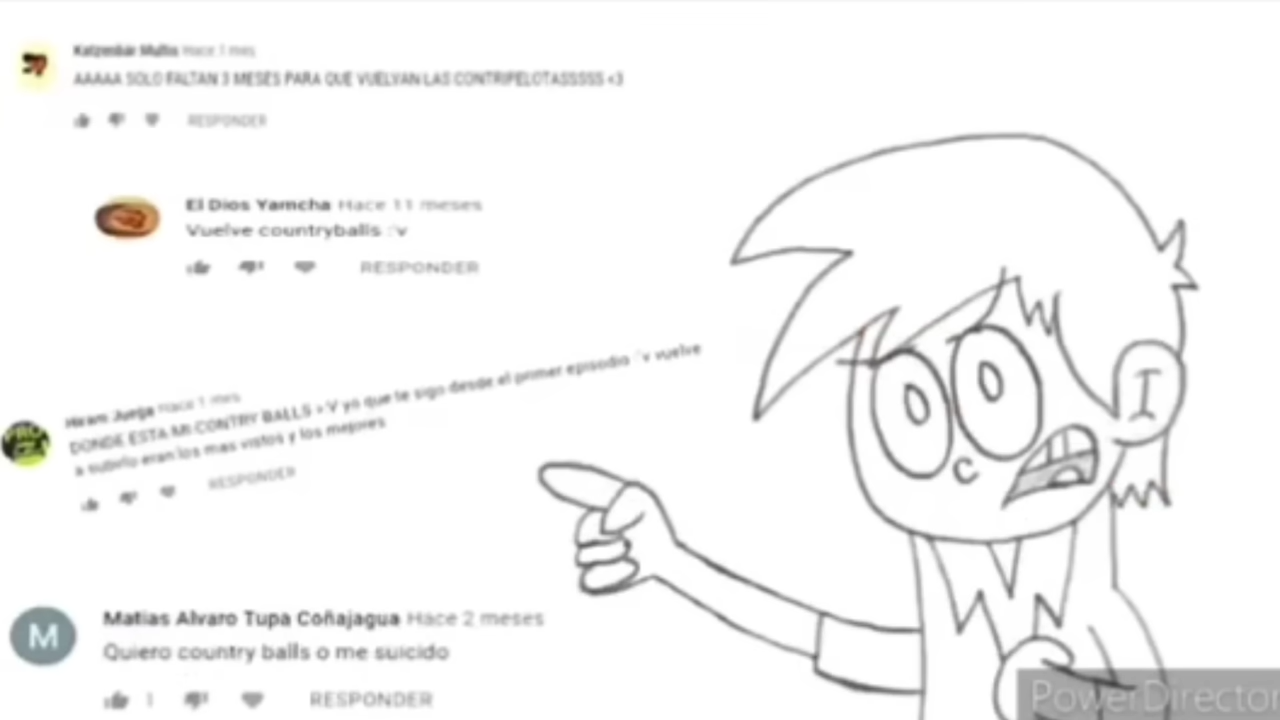 Katzenbär Multis Hace 1 mes
AAAAA SOLO FALTAN 3 MESES PARA QUE VUELVAN LAS CONTRIPELOTASSSSS <3
RESPONDER
El Dios Yamcha Hace 11 meses
Vuelve countryballs :v
RESPONDER
Hiram Hace 1 mes
DONDE ESTA MI CONTRY BALLS >:V yo que te sigo desde el primer episodio :v vuelve
a subirlo eran los mas vistos y los mejores
RESPONDER
Matias Alvaro Tupa Coñajagua Hace 2 meses
Quiero country balls o me suicido
1 RESPONDER
PowerDirector